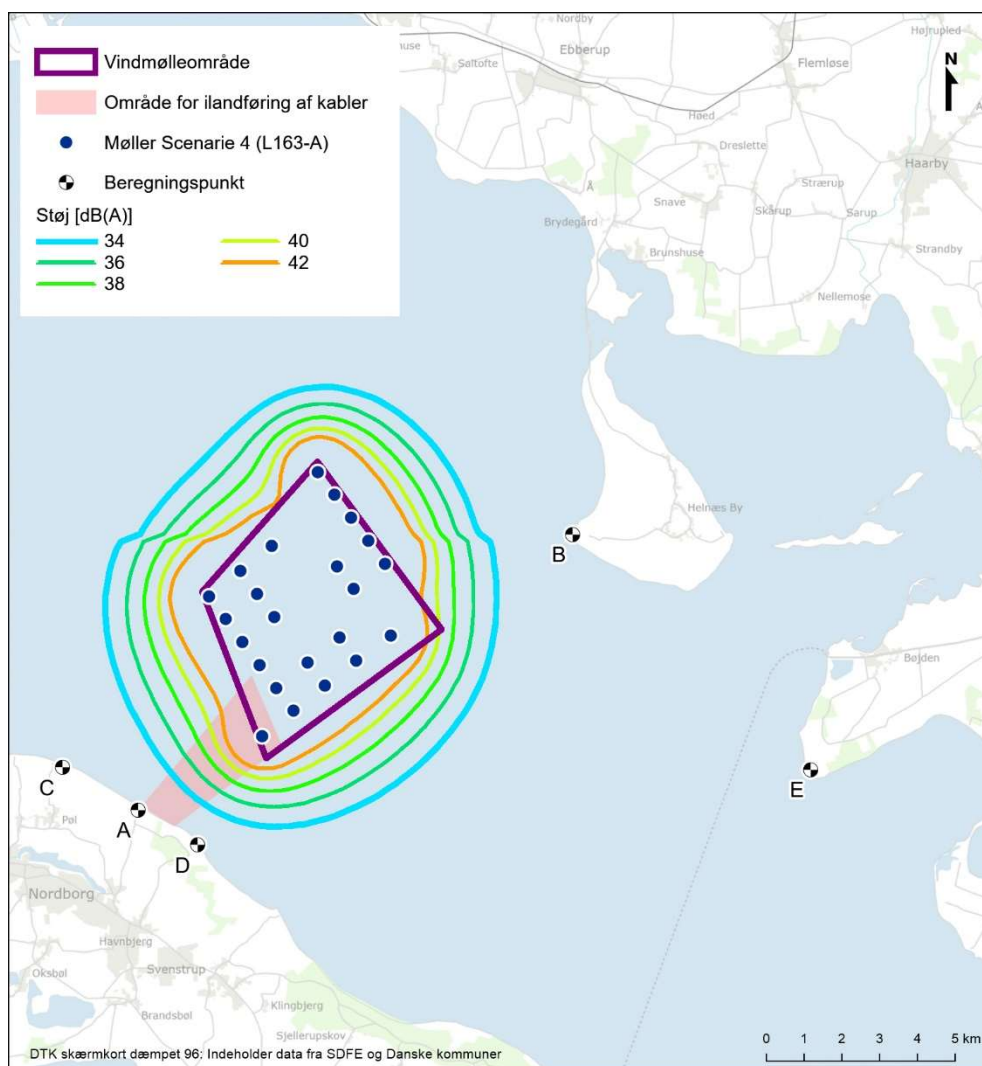 Vindmølleområde
Område for ilandføring af kabler
Møller Scenarie 4 (L163-A)
Beregningspunkt
Støj [dB(A)]
34
40
36
42
38
N
Nordby
Højrupled
Ebberup
Flemløse
Søltofte
Høed
Dreslette
Haarby
Strærup
Å
Snave
Skårup
Sarup
Brydegård
Brunshuse
Strandby
Nellemose
Helnæs By
B
Bøjden
C
E
Pøl
A
D
Nordborg
Havnbjerg
Svenstrup
Oksbøl
Klingbjerg
Brandsbøl
Sjellerupskov
DTK skærmkort dæmpet 96: Indeholder data fra SDFE og Danske kommuner
0 1 2 3 4 5 km